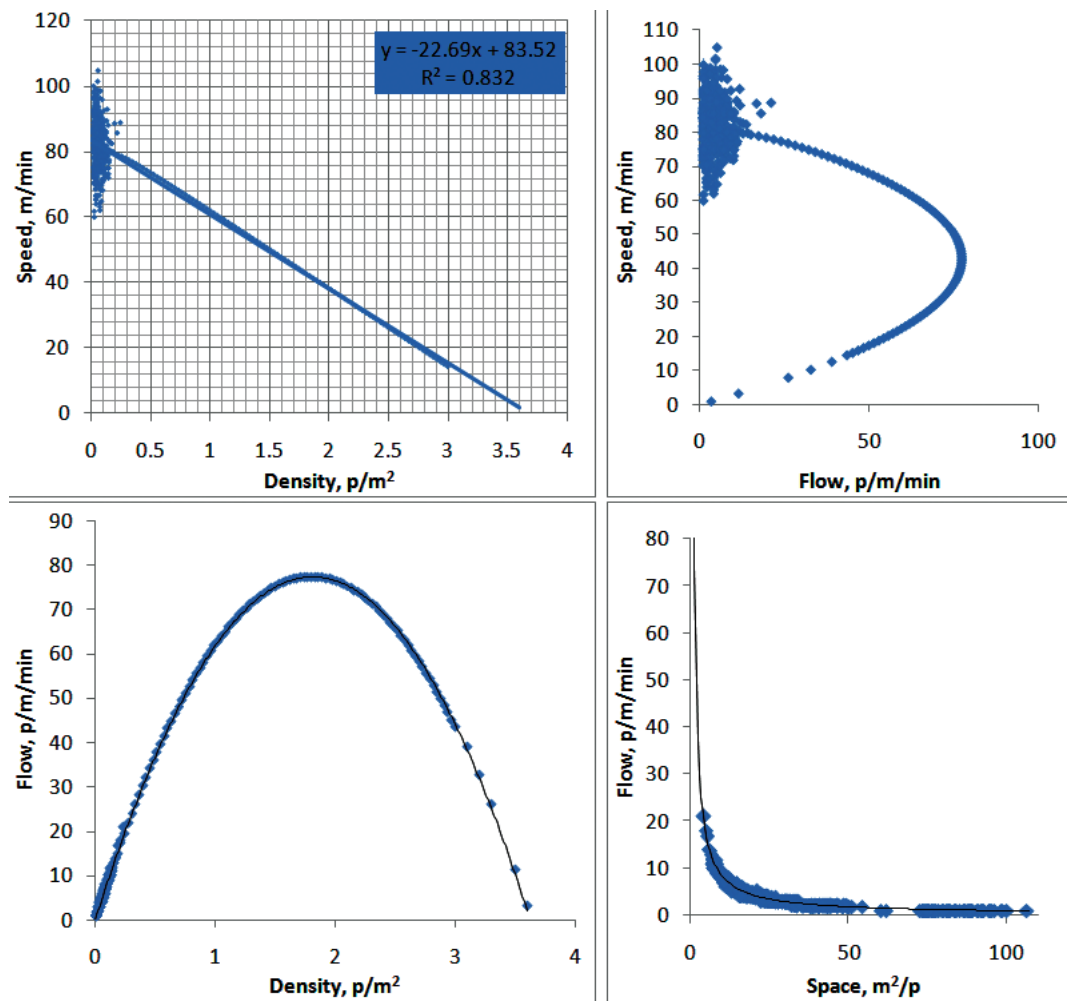 120
100
80
60
40
20
0
Speed, m/min
y = -22.69x + 83.52
R² = 0.832
0 0.5 1 1.5 2 2.5 3 3.5 4
Density, p/m²
110
100
90
80
70
60
50
40
30
20
10
0
Speed, m/min
0 50 100
Flow, p/m/min
90
80
70
60
50
40
30
20
10
0
Flow, p/m/min
0 1 2 3 4
Density, p/m²
80
70
60
50
40
30
20
10
0
Flow, p/m/min
0 50 100
Space, m²/p